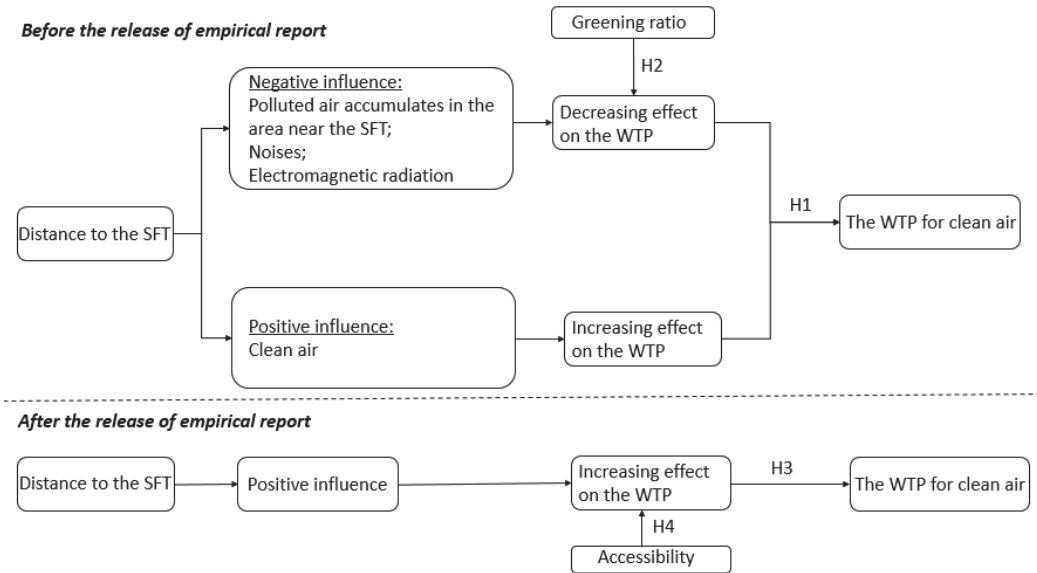 Before the release of empirical report
Greening ratio
H2
Negative influence:
Polluted air accumulates in the
area near the SFT;
Noises;
Electromagnetic radiation
Decreasing effect
on the WTP
Distance to the SFT
H1
The WTP for clean air
Positive influence:
Clean air
Increasing effect
on the WTP
After the release of empirical report
Distance to the SFT
Positive influence
Increasing effect
on the WTP
H3
The WTP for clean air
H4
Accessibility